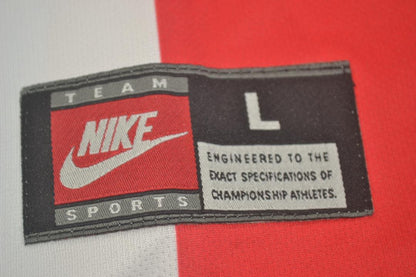 TEAM
NIKE
SPORTS
L
ENGINEERED TO THE
EXACT SPECIFICATIONS OF
CHAMPIONSHIP ATHLETES.